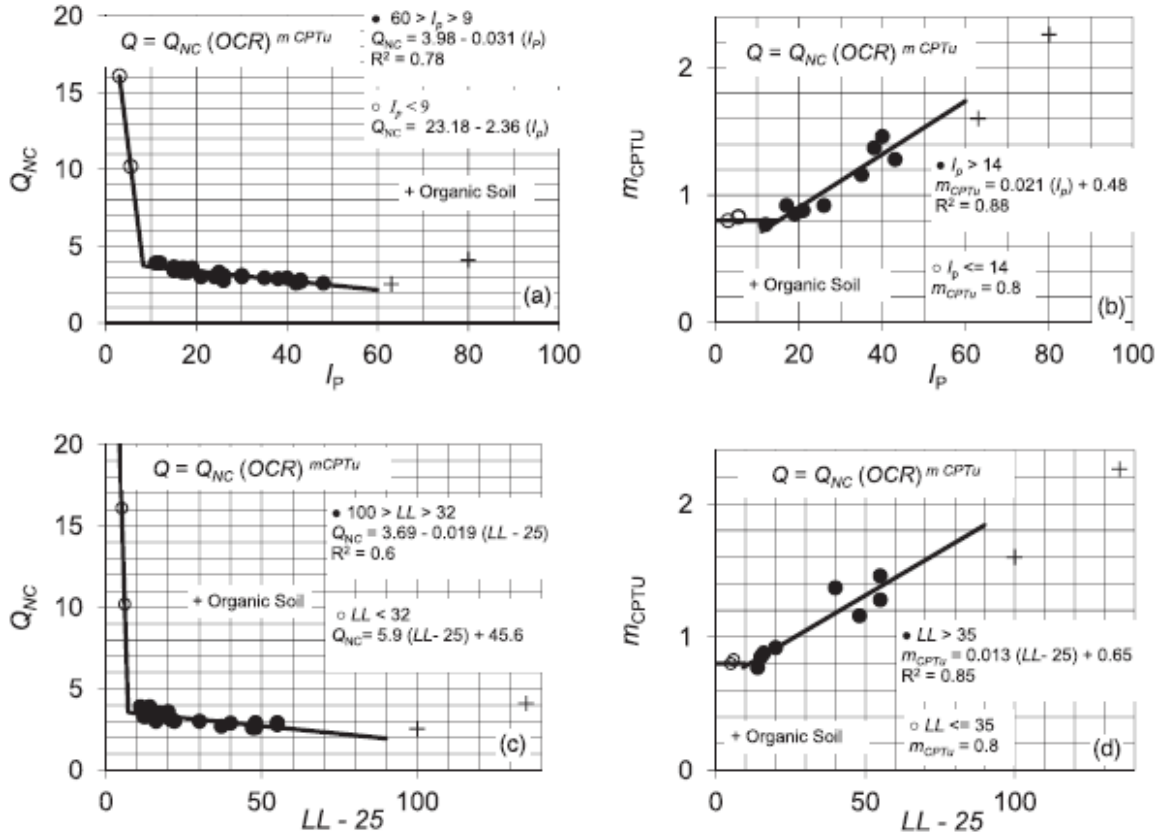 Q = Q_NC (OCR) ^m CPTu
● 60 > I_p > 9
Q_NC = 3.98 - 0.031 (I_P)
R² = 0.78
○ I_p < 9
Q_NC = 23.18 - 2.36 (I_p)
+ Organic Soil
(a)
Q_NC
20
15
10
5
0
0 20 40 60 80 100
I_P
Q = Q_NC (OCR) ^m CPTu
● I_p > 14
m_CPTu = 0.021 (I_p) + 0.48
R² = 0.88
○ I_p <= 14
m_CPTu = 0.8
+ Organic Soil
(b)
m_CPTU
2
1
0
0 20 40 60 80 100
I_P
Q = Q_NC (OCR) ^mCPTu
● 100 > LL > 32
Q_NC = 3.69 - 0.019 (LL - 25)
R² = 0.6
+ Organic Soil
○ LL < 32
Q_NC = 5.9 (LL- 25) + 45.6
(c)
Q_NC
20
15
10
5
0
0 50 100
LL - 25
Q = Q_NC (OCR) ^m CPTu
● LL > 35
m_CPTu = 0.013 (LL- 25) + 0.65
R² = 0.85
○ LL <= 35
m_CPTu = 0.8
+ Organic Soil
(d)
m_CPTU
2
1
0
0 50 100
LL - 25